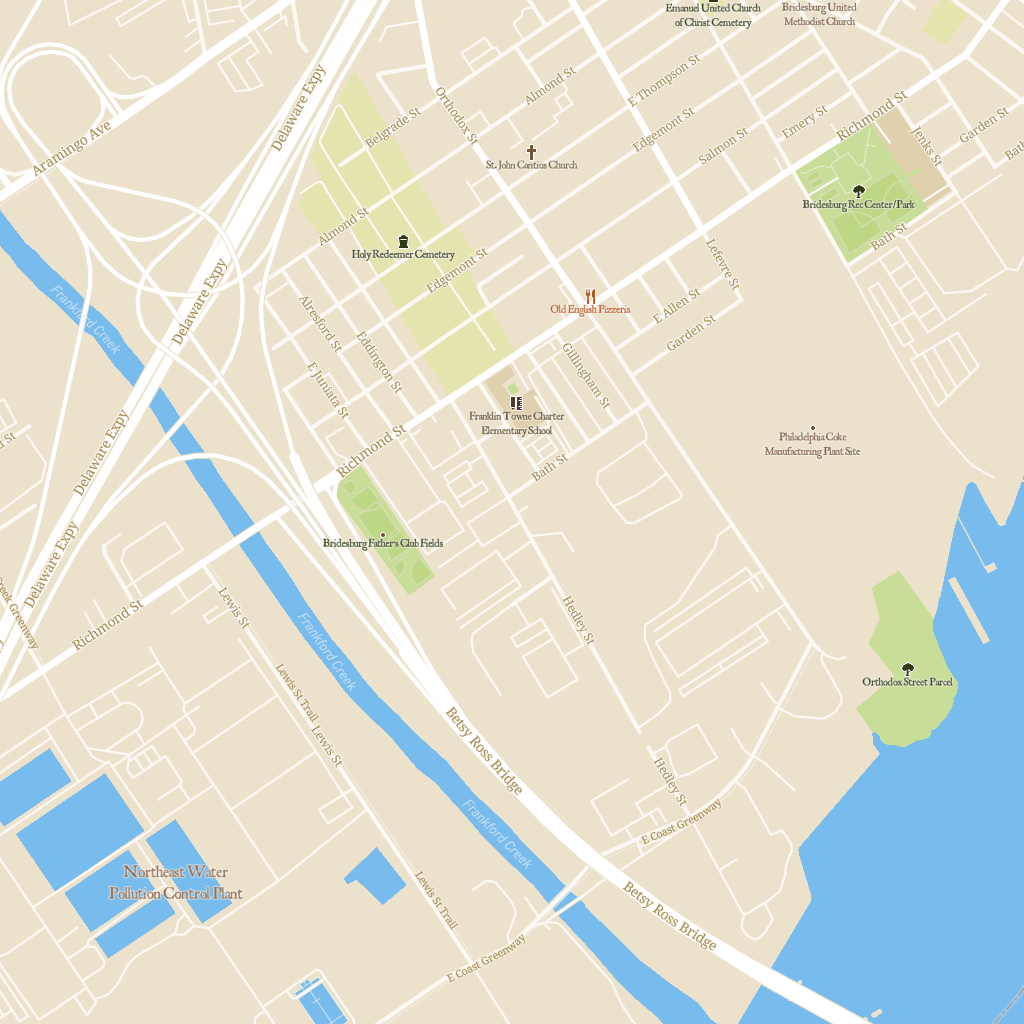 Emanuel United Church
of Christ Cemetery
Bridesburg United
Methodist Church
Delaware Expy
Aramingo Ave
Orthodox St
Almond St
E Thompson St
Belgrade St
Edgemont St
Salmon St
Emery St
Richmond St
Jenks St
Garden St
Bath
St. John Cantius Church
Bridesburg Rec Center/Park
Bath St
Almond St
Holy Redeemer Cemetery
Edgemont St
Lefevre St
Delaware Expy
Frankford Creek
Alresford St
Eddington St
E Juniata St
Old English Pizzeria
E Allen St
Garden St
Gillingham St
Franklin Towne Charter
Elementary School
Philadelphia Coke
Manufacturing Plant Site
Delaware Expy
Richmond St
Bath St
Bridesburg Father's Club Fields
Delaware Expy
Creek Greenway
Richmond St
Lewis St
Frankford Creek
Hedley St
Orthodox Street Parcel
Lewis St Trail
Lewis St
Betsy Ross Bridge
Hedley St
E Coast Greenway
Frankford Creek
Northeast Water
Pollution Control Plant
Lewis St Trail
Betsy Ross Bridge
E Coast Greenway